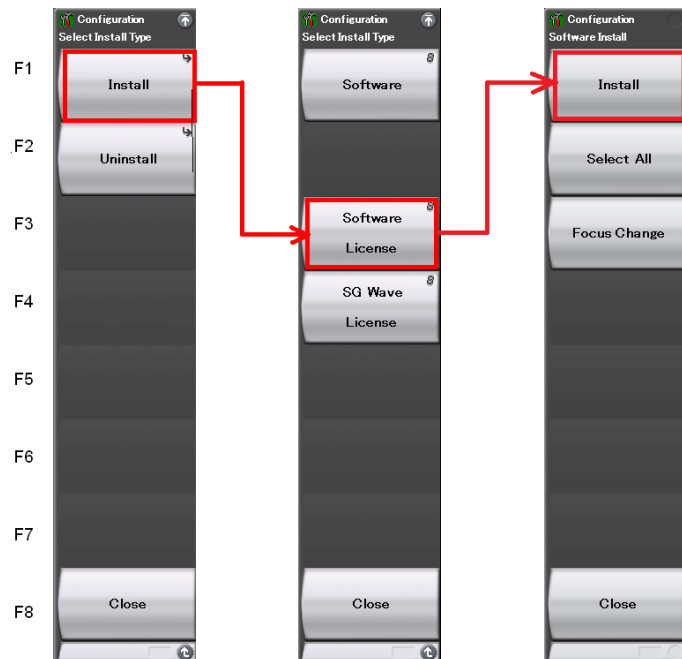 Configuration
Select Install Type
F1
Install
F2
Uninstall
F3
F4
F5
F6
F7
F8
Close
Configuration
Select Install Type
Software
Software
License
SG Wave
License
Close
Configuration
Software Install
Install
Select All
Focus Change
Close